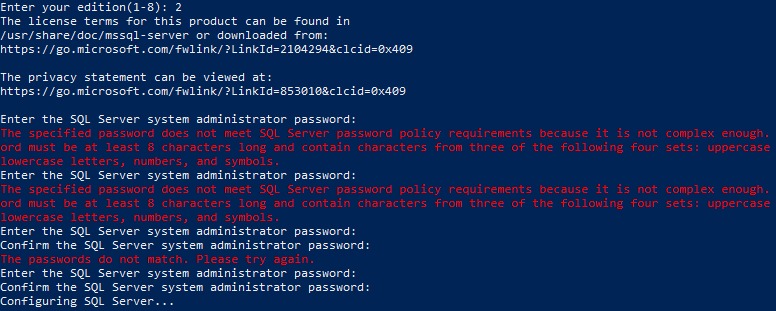 Enter your edition(1-8): 2
The license terms for this product can be found in
/usr/share/doc/mssql-server or downloaded from:
https://go.microsoft.com/fwlink/?LinkId=2104294&clcid=0x409
The privacy statement can be viewed at:
https://go.microsoft.com/fwlink/?LinkId=853010&clcid=0x409
Enter the SQL Server system administrator password:
The specified password does not meet SQL Server password policy requirements because it is not complex enough.
ord must be at least 8 characters long and contain characters from three of the following four sets: uppercase
lowercase letters, numbers, and symbols.
Enter the SQL Server system administrator password:
The specified password does not meet SQL Server password policy requirements because it is not complex enough.
ord must be at least 8 characters long and contain characters from three of the following four sets: uppercase
lowercase letters, numbers, and symbols.
Enter the SQL Server system administrator password:
Confirm the SQL Server system administrator password:
The passwords do not match. Please try again.
Enter the SQL Server system administrator password:
Confirm the SQL Server system administrator password:
Configuring SQL Server...